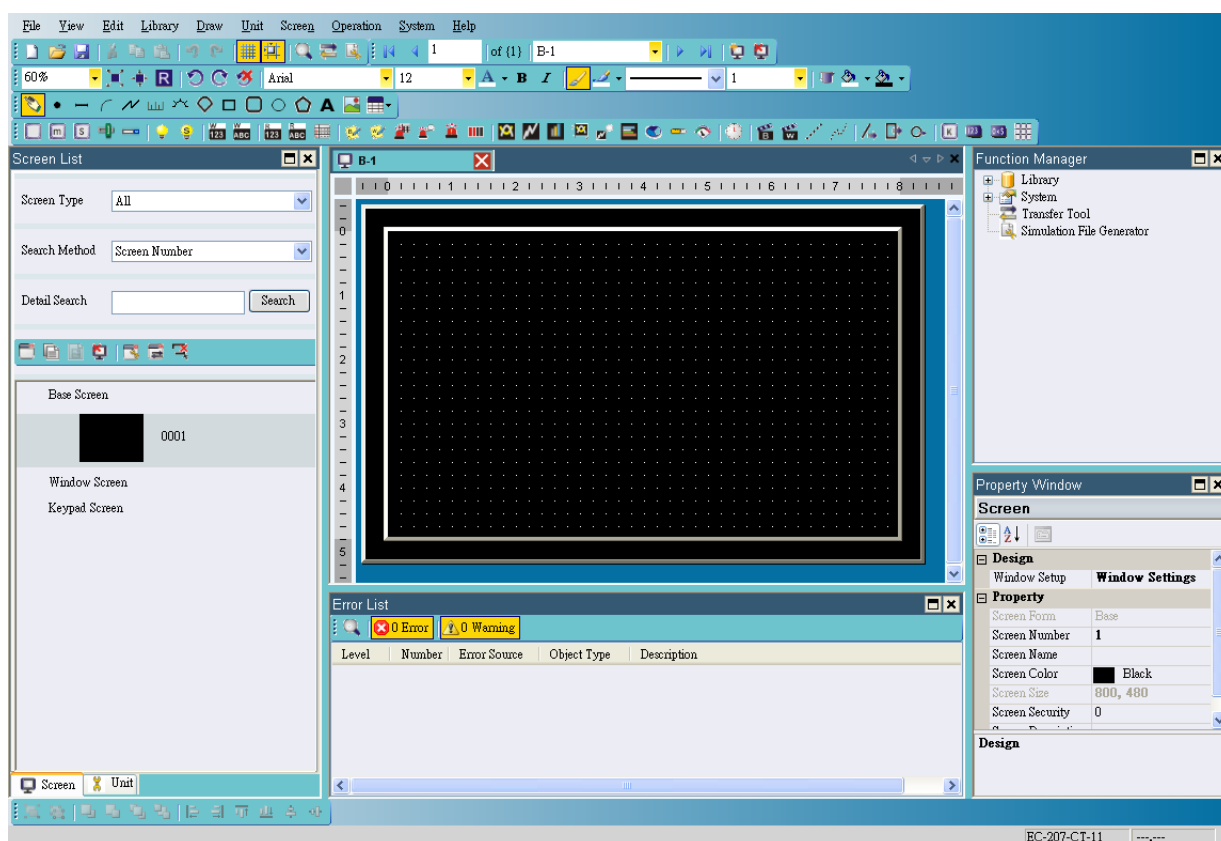 File View Edit Library Draw Unit Screen Operation System Help
1 of {1} B-1
60% R Arial 12 A B I 1
A
m S 123 ABC 123 ABC B W K
Screen List
B-1
Function Manager
Screen Type All
0 1 2 3 4 5 6 7 8
Library
System
Transfer Tool
Simulation File Generator
Search Method Screen Number
Detail Search Search
0
1
2
3
4
5
Base Screen
0001
Window Screen
Keypad Screen
Property Window
Screen
Design
Window Setup Window Settings
Property
Screen Form Base
Screen Number 1
Screen Name
Screen Color Black
Screen Size 800, 480
Screen Security 0
Design
Error List
0 Error 0 Warning
Level Number Error Source Object Type Description
Screen Unit
EC-207-CT-11 ---,---